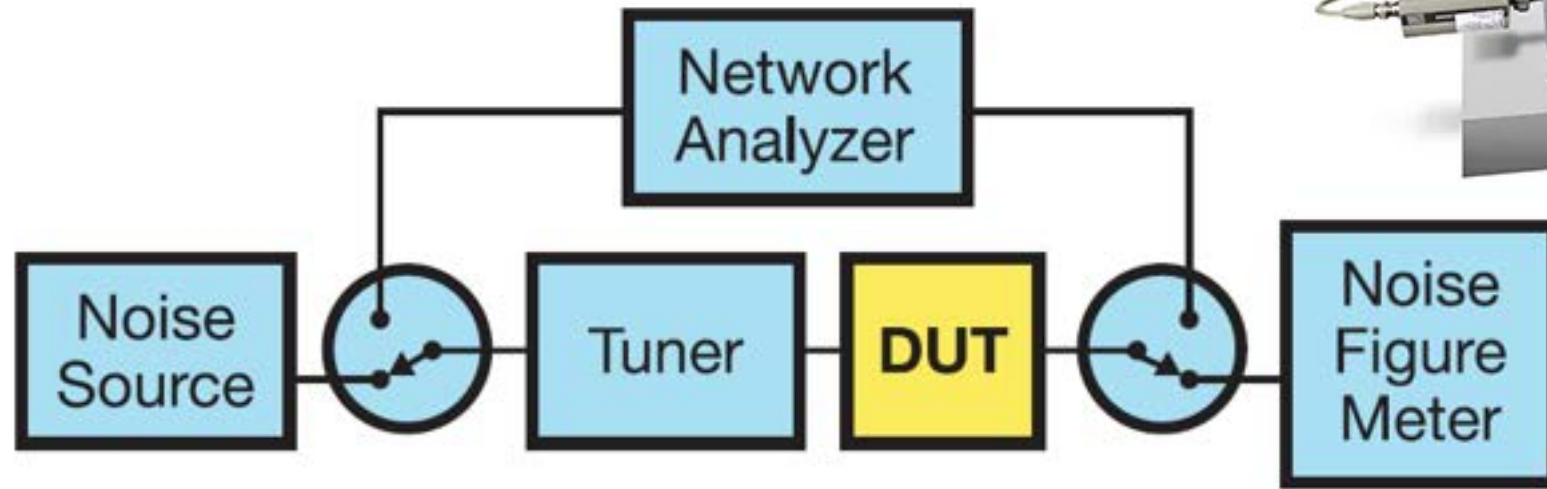 Network
Analyzer
Noise
Source
Tuner
DUT
Noise
Figure
Meter